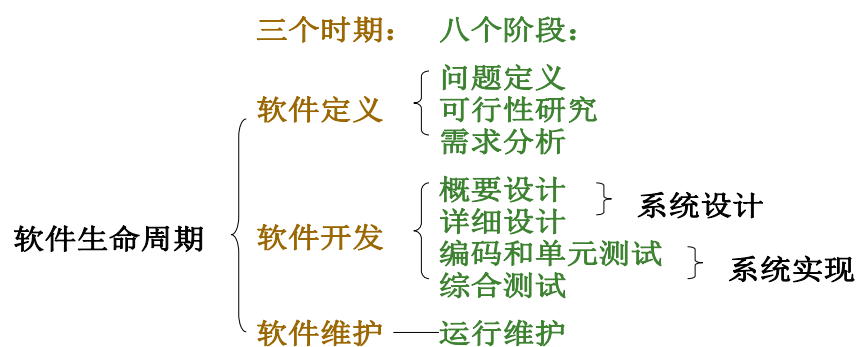 三个时期： 八个阶段：
问题定义
软件定义 可行性研究
需求分析
概要设计 系统设计
详细设计
软件生命周期 软件开发
编码和单元测试 系统实现
综合测试
软件维护 运行维护